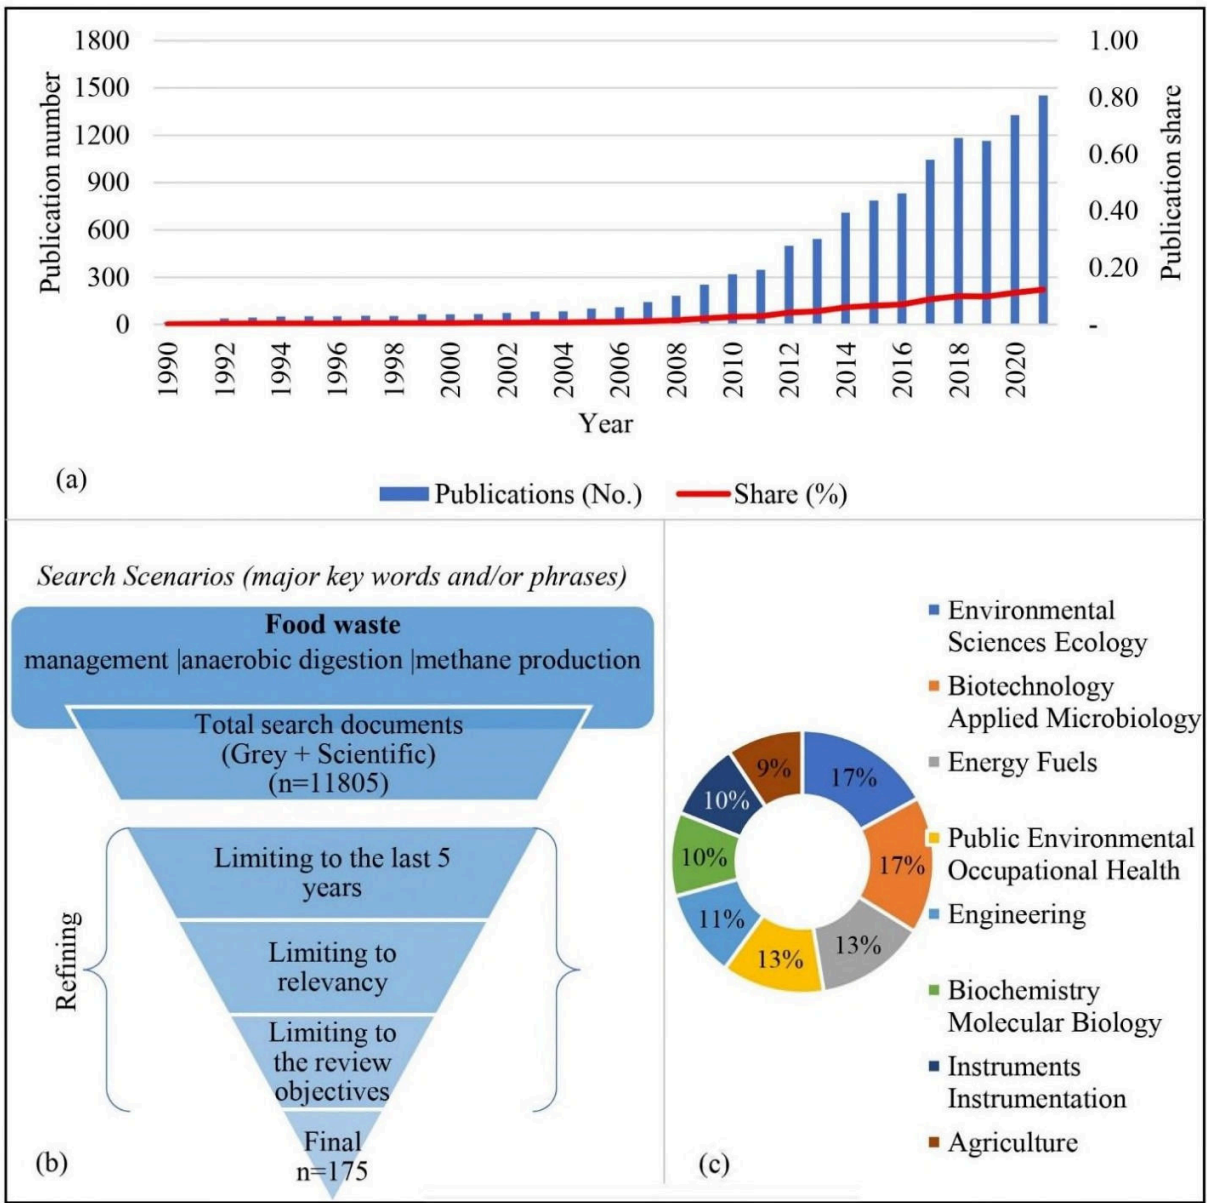 1800
1500
1200
900
600
300
0
Publication number
1.00
0.80
0.60
0.40
0.20
-
Publication share
1990
1992
1994
1996
1998
2000
2002
2004
2006
2008
2010
2012
2014
2016
2018
2020
Year
(a)
Publications (No.)
Share (%)
Search Scenarios (major key words and/or phrases)
Food waste
management |anaerobic digestion |methane production
Total search documents
(Grey + Scientific)
(n=11805)
Refining
Limiting to the last 5
years
Limiting to
relevancy
Limiting to
the review
objectives
Final
n=175
(b)
17%
17%
13%
13%
11%
10%
10%
9%
Environmental
Sciences Ecology
Biotechnology
Applied Microbiology
Energy Fuels
Public Environmental
Occupational Health
Engineering
Biochemistry
Molecular Biology
Instruments
Instrumentation
Agriculture
(c)